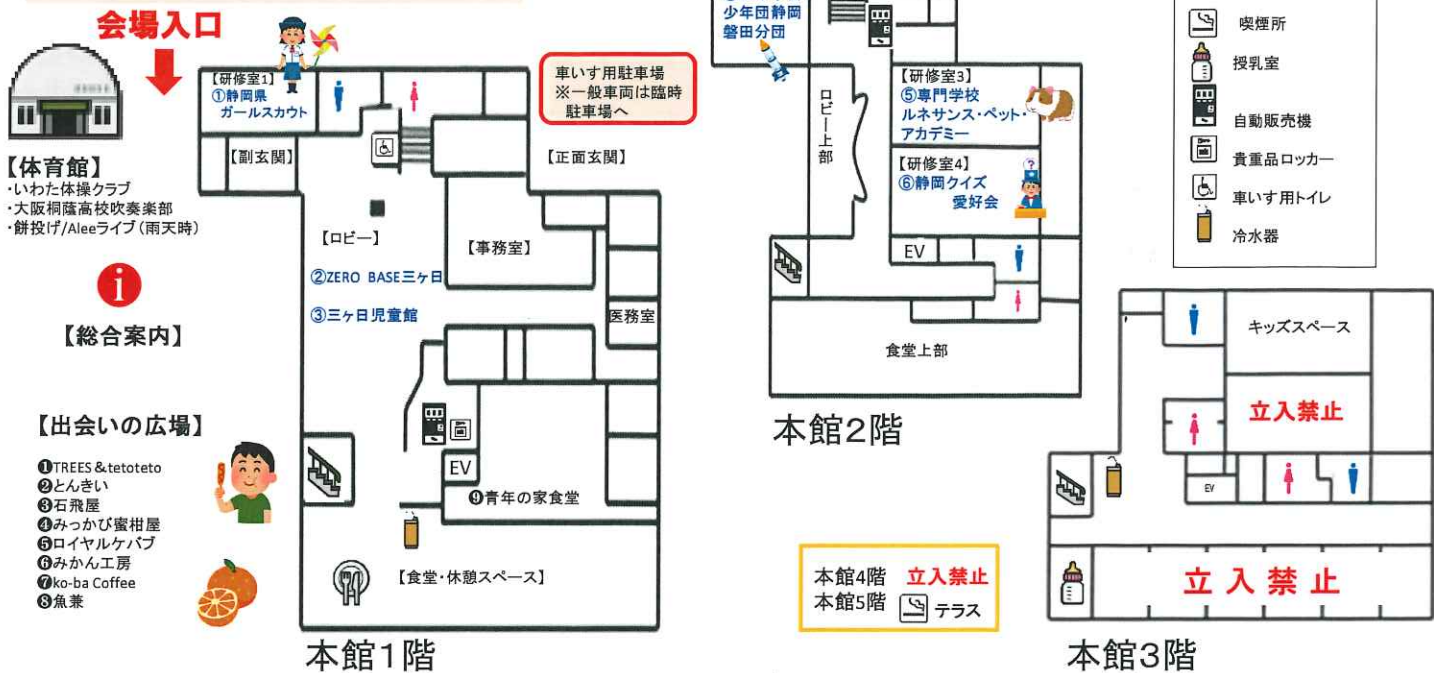 会場入口
【体育館】
・いわた体操クラブ
・大阪桐蔭高校吹奏楽部
・餅投げ/Aleeライブ(雨天時)
i
【総合案内】
【出会いの広場】
❶TREES&tetoteto
❷とんきい
❸石飛屋
❹みっかび蜜柑屋
❺ロイヤルケバブ
❻みかん工房
❼ko-ba Coffee
❽魚兼
【研修室1】
①静岡県
ガールスカウト
【副玄関】
車いす用駐車場
※一般車両は臨時
駐車場へ
【正面玄関】
【ロビー】
【事務室】
②ZERO BASE三ヶ日
③三ヶ日児童館
医務室
EV
❾青年の家食堂
【食堂・休憩スペース】
本館1階
少年団静岡
磐田分団
ロビー上部
【研修室3】
⑤専門学校
ルネサンス・ペット・
アカデミー
【研修室4】
⑥静岡クイズ
愛好会
?
EV
食堂上部
本館2階
喫煙所
授乳室
自動販売機
貴重品ロッカー
車いす用トイレ
冷水器
キッズスペース
立入禁止
EV
立入禁止
本館3階
本館4階 立入禁止
本館5階 テラス